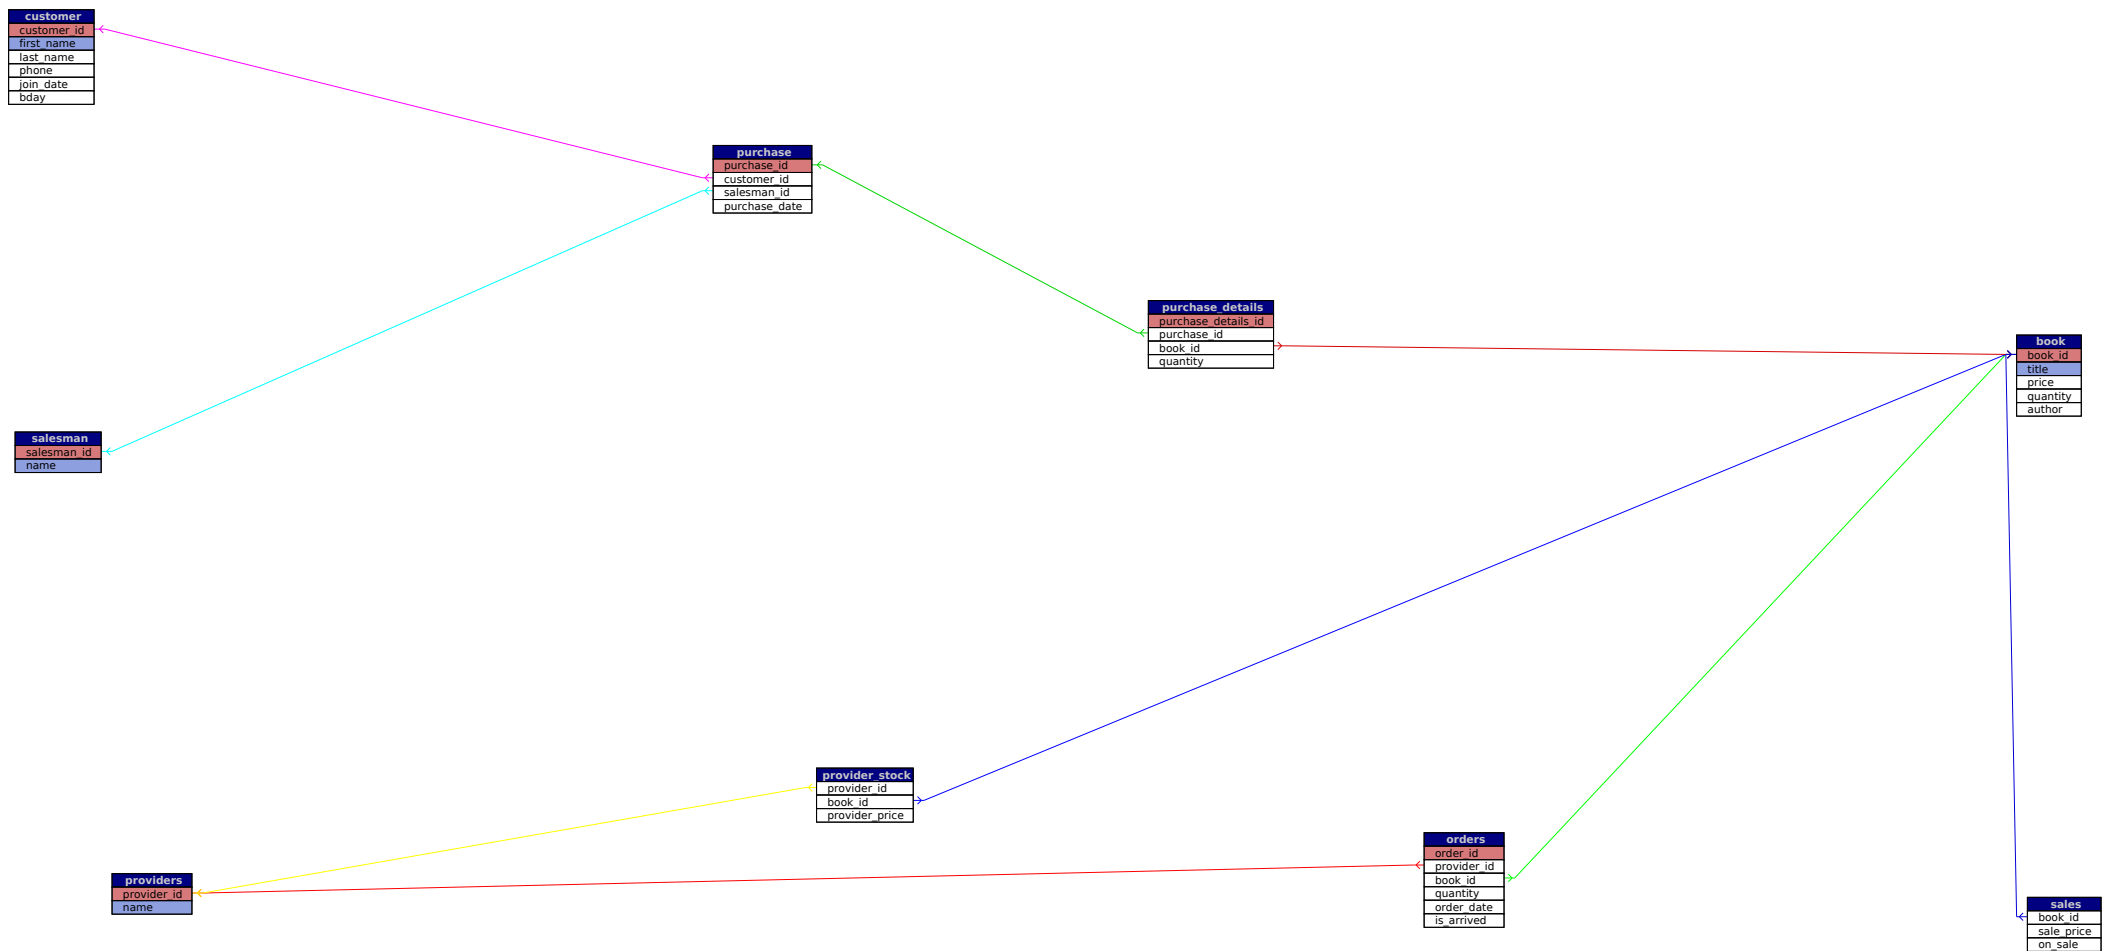 customer
customer_id
first_name
last_name
phone
join_date
bday
purchase
purchase_id
customer_id
salesman_id
purchase_date
purchase_details
purchase_details_id
purchase_id
book_id
quantity
book
book_id
title
price
quantity
author
salesman
salesman_id
name
provider_stock
provider_id
book_id
provider_price
orders
order_id
provider_id
book_id
quantity
order_date
is_arrived
providers
provider_id
name
sales
book_id
sale_price
on_sale